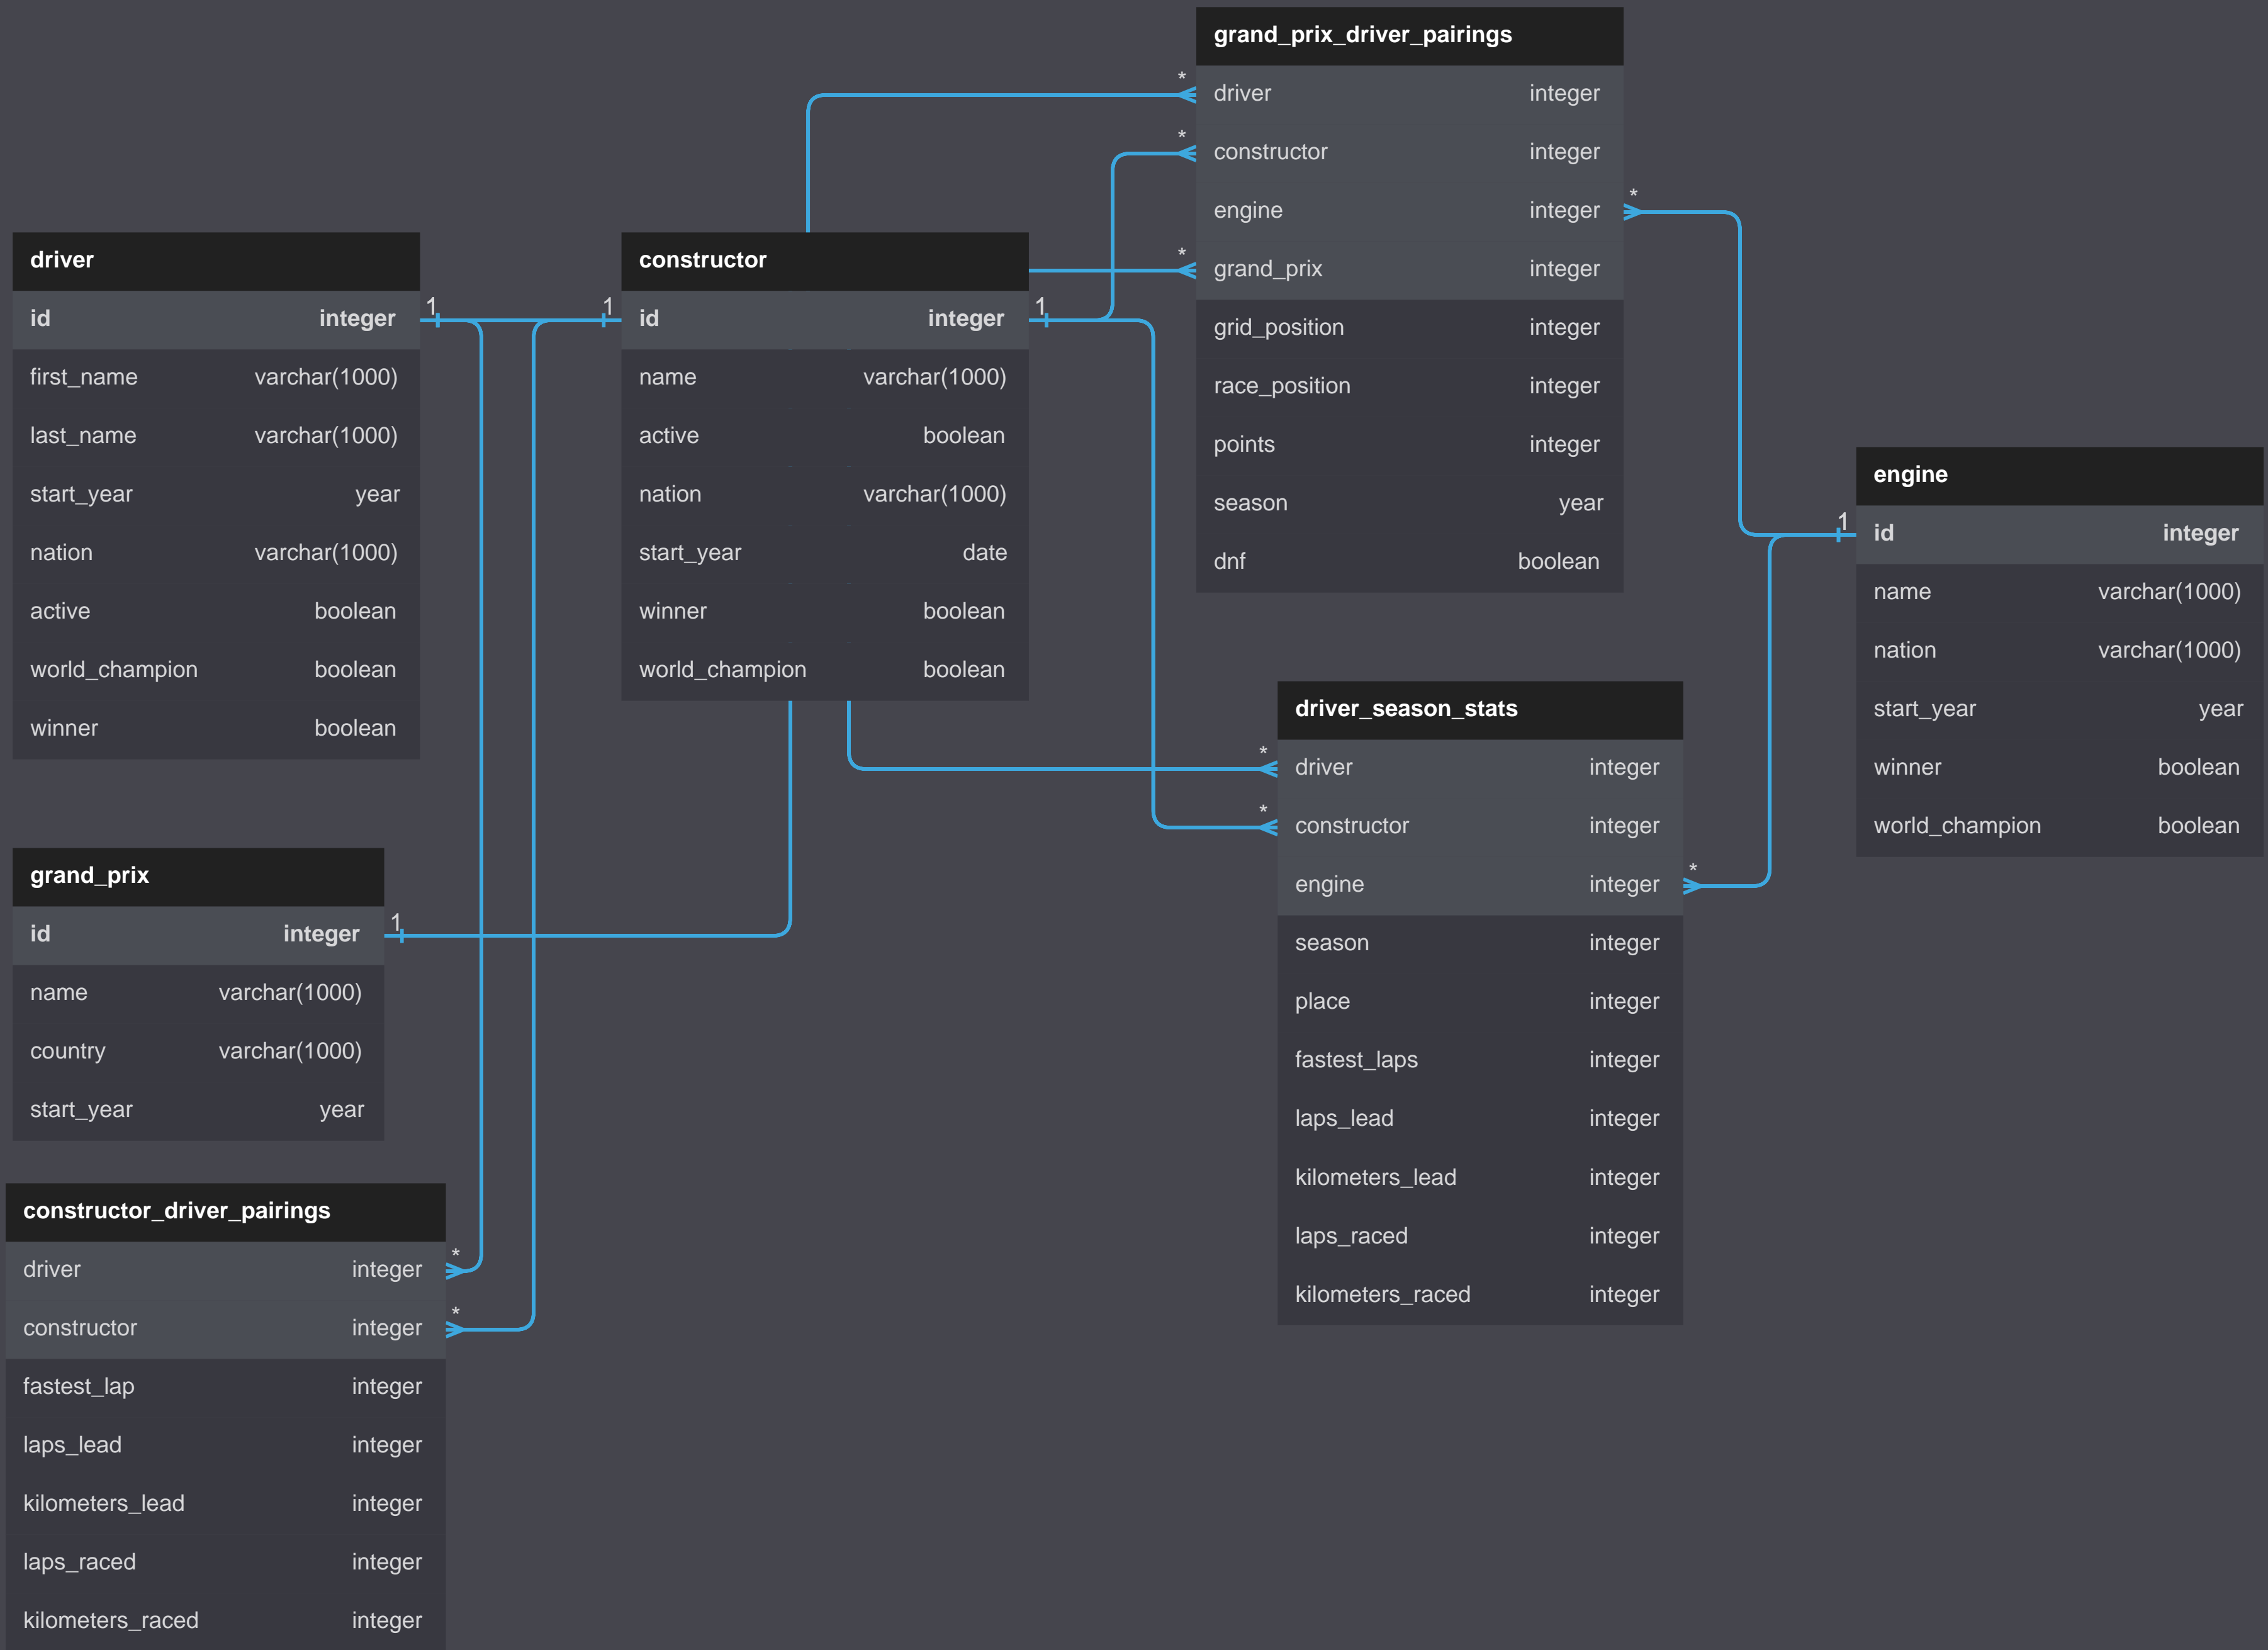 grand_prix_driver_pairings
* driver integer
* constructor integer
engine integer *
* grand_prix integer
grid_position integer
race_position integer
points integer
season year
dnf boolean
driver
id integer 1
first_name varchar(1000)
last_name varchar(1000)
start_year year
nation varchar(1000)
active boolean
world_champion boolean
winner boolean
constructor
1 id integer 1
name varchar(1000)
active boolean
nation varchar(1000)
start_year date
winner boolean
world_champion boolean
engine
1 id integer
name varchar(1000)
nation varchar(1000)
start_year year
winner boolean
world_champion boolean
driver_season_stats
* driver integer
* constructor integer
engine integer *
season integer
place integer
fastest_laps integer
laps_lead integer
kilometers_lead integer
laps_raced integer
kilometers_raced integer
grand_prix
id integer 1
name varchar(1000)
country varchar(1000)
start_year year
constructor_driver_pairings
driver integer *
constructor integer *
fastest_lap integer
laps_lead integer
kilometers_lead integer
laps_raced integer
kilometers_raced integer